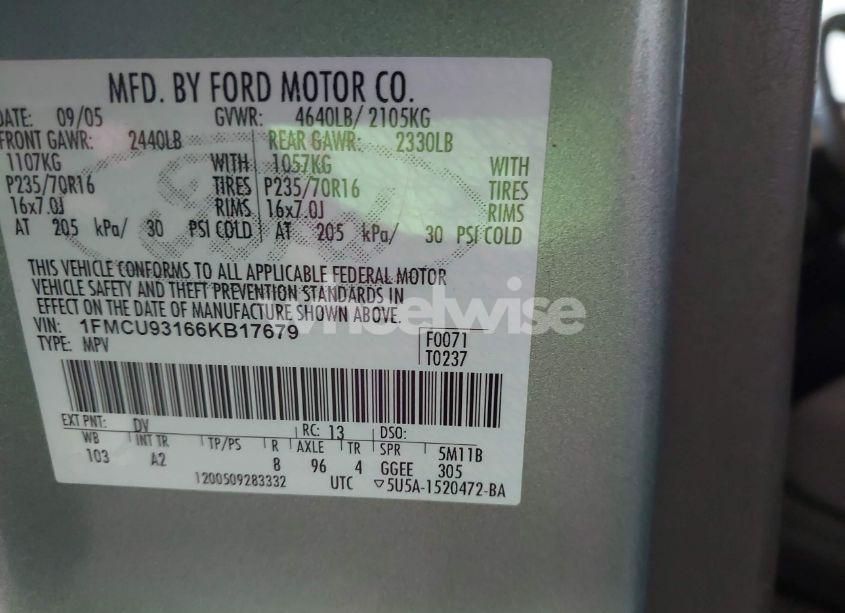 MFD. BY FORD MOTOR CO.
DATE: 09/05 GVWR: 4640LB/ 2105KG
FRONT GAWR: 2440LB REAR GAWR: 2330LB
1107KG WITH 1057KG WITH
P235/70R16 TIRES P235/70R16 TIRES
16x7.0J RIMS 16x7.0J RIMS
AT 205 kPa/ 30 PSI COLD AT 205 kPa/ 30 PSI COLD
THIS VEHICLE CONFORMS TO ALL APPLICABLE FEDERAL MOTOR
VEHICLE SAFETY AND THEFT PREVENTION STANDARDS IN
EFFECT ON THE DATE OF MANUFACTURE SHOWN ABOVE.
wheelwise
VIN: 1FMCU93166KB17679 F0071
TYPE: MPV T0237
EXT PNT: DV RC: 13 DSO:
WB INT TR TP/PS R AXLE TR SPR 5M11B
103 A2 8 96 4 GGEE 305
1200509283332 UTC ▽5U5A-1520472-BA